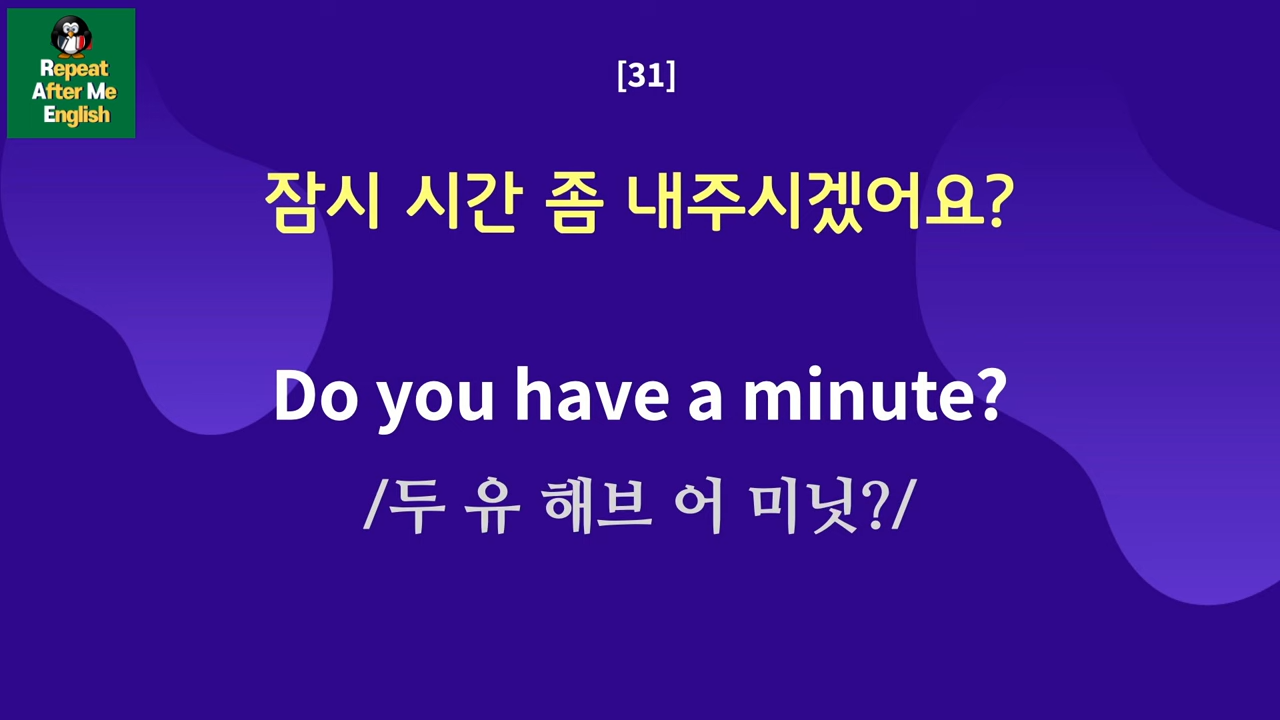 Repeat
After Me
English
[31]
잠시 시간 좀 내주시겠어요?
Do you have a minute?
/두 유 해브 어 미닛?/